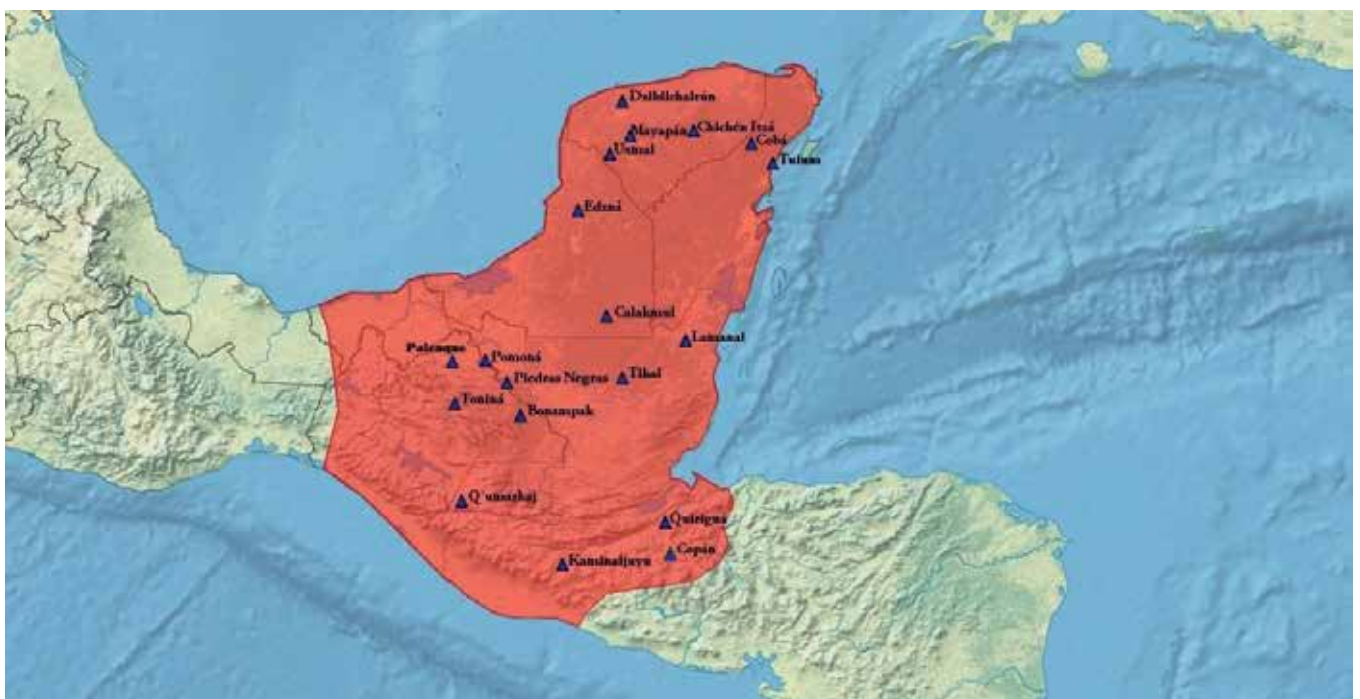 Dzibilchaltún
Mayapán
Chichén Itzá
Uxmal
Cobá
Tulum
Edzná
Calakmul
Lamanai
Palenque
Pomoná
Piedras Negras
Tikal
Toniná
Bonampak
Quiriguá
Copán
Kaminaljuyu